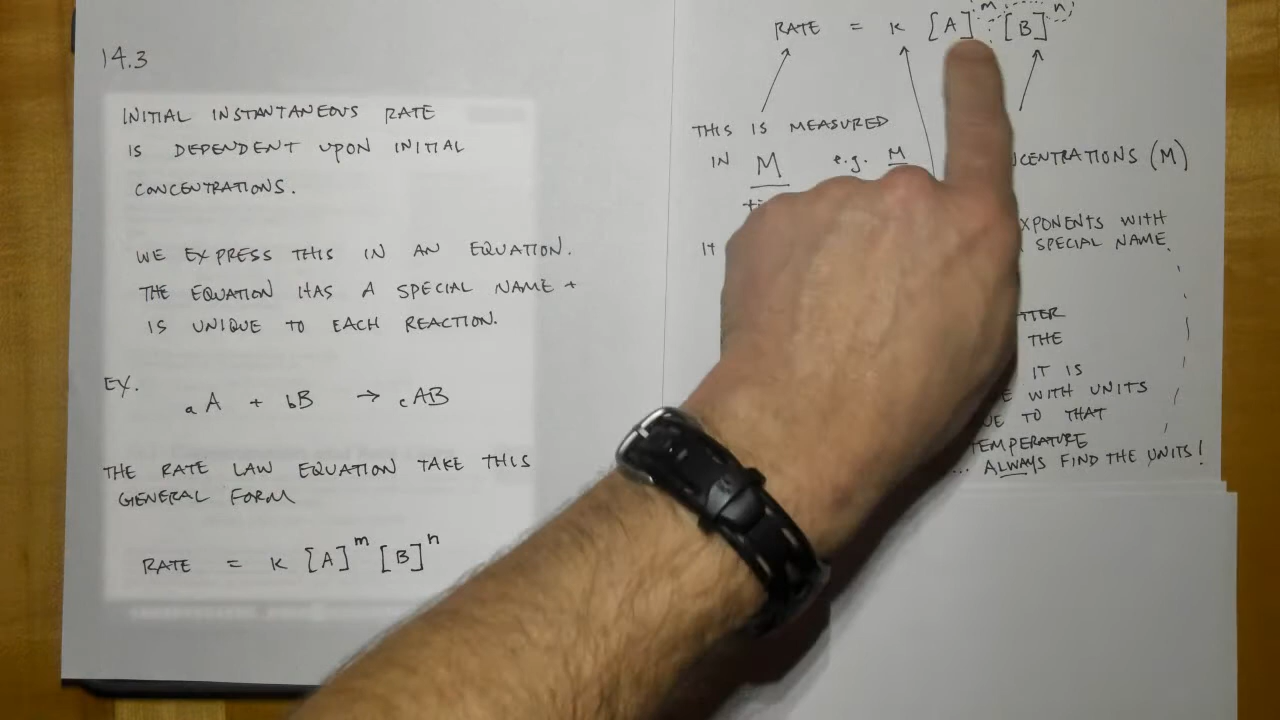 14.3
INITIAL INSTANTANEOUS RATE
IS DEPENDENT UPON INITIAL
CONCENTRATIONS.
WE EXPRESS THIS IN AN EQUATION.
THE EQUATION HAS A SPECIAL NAME +
IS UNIQUE TO EACH REACTION.
EX.
aA + bB → cAB
THE RATE LAW EQUATION TAKE THIS
GENERAL FORM
RATE = K [A]^m [B]^n
RATE = K [A]^m [B]^n
THIS IS MEASURED
IN M e.g. M
(M)
IT
WITH
SPECIAL NAME.
THE
IT IS
WITH UNITS
TO THAT
TEMPERATURE
... ALWAYS FIND THE UNITS!